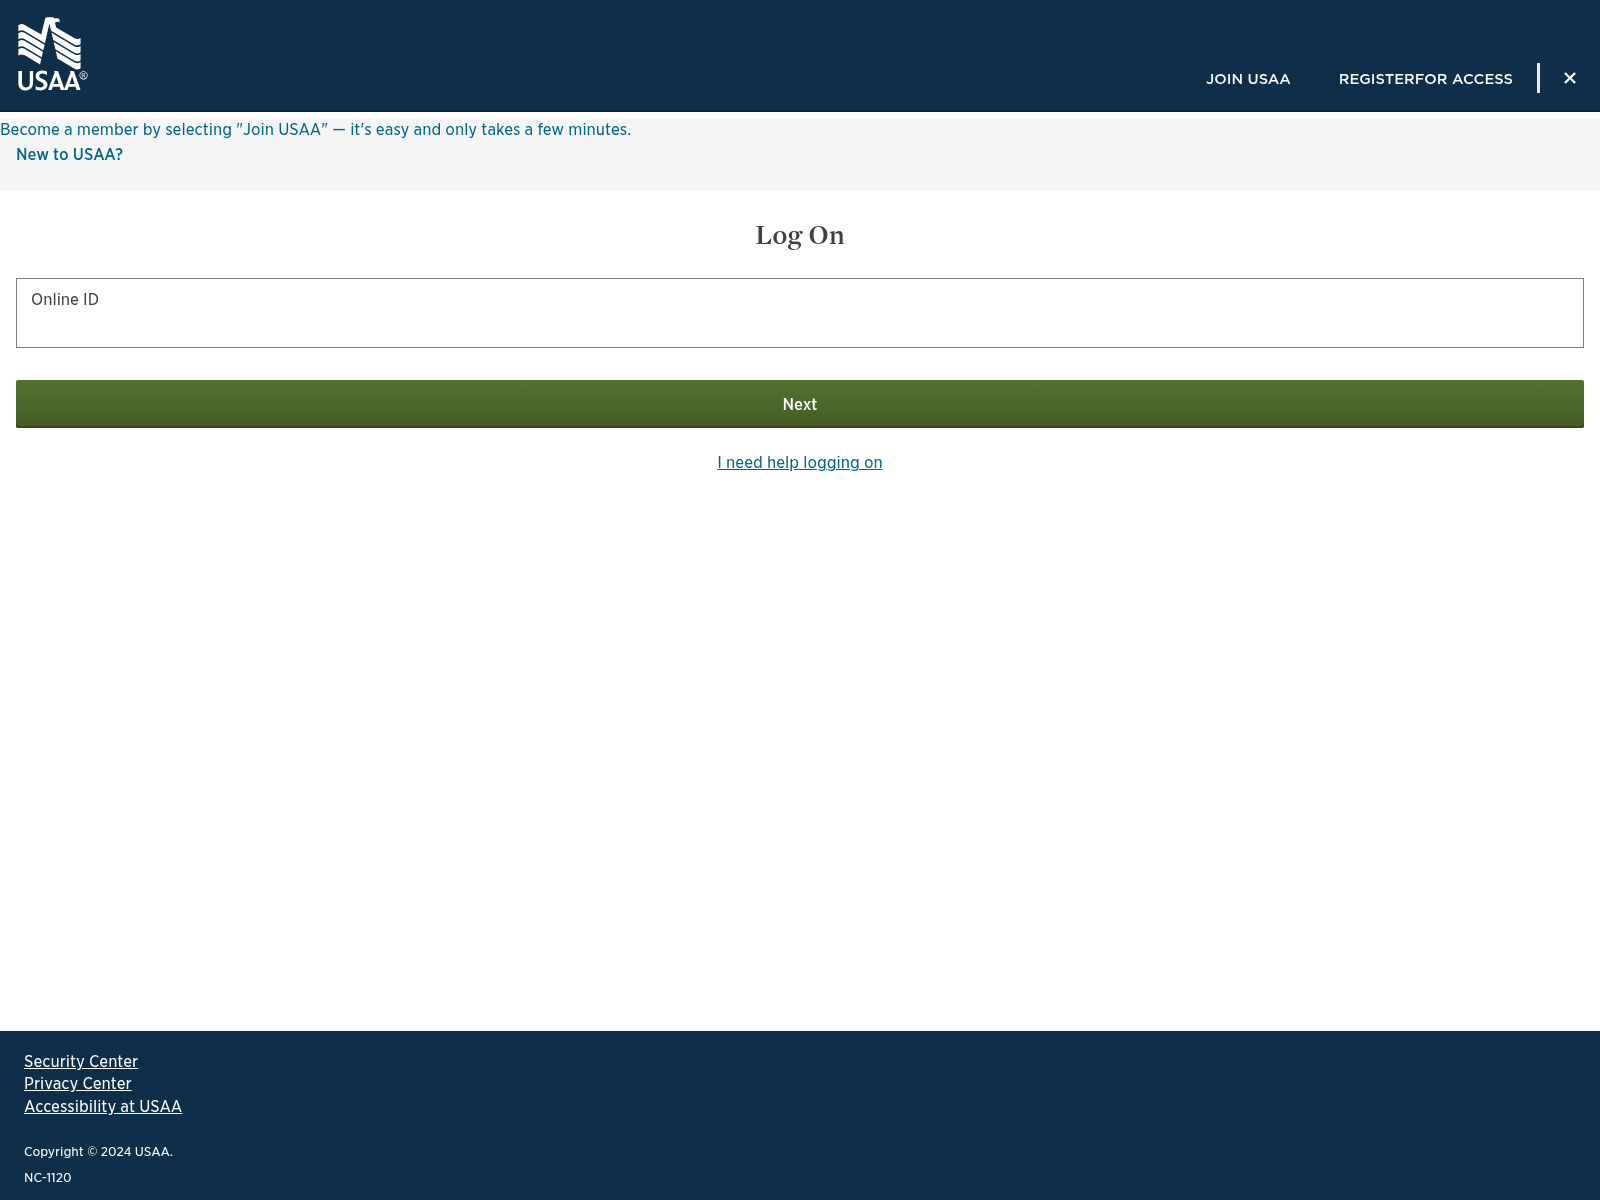 USAA®
JOIN USAA
REGISTERFOR ACCESS
Become a member by selecting "Join USAA" — it's easy and only takes a few minutes.
New to USAA?
Log On
Online ID
Next
I need help logging on
Security Center
Privacy Center
Accessibility at USAA
Copyright © 2024 USAA.
NC-1120